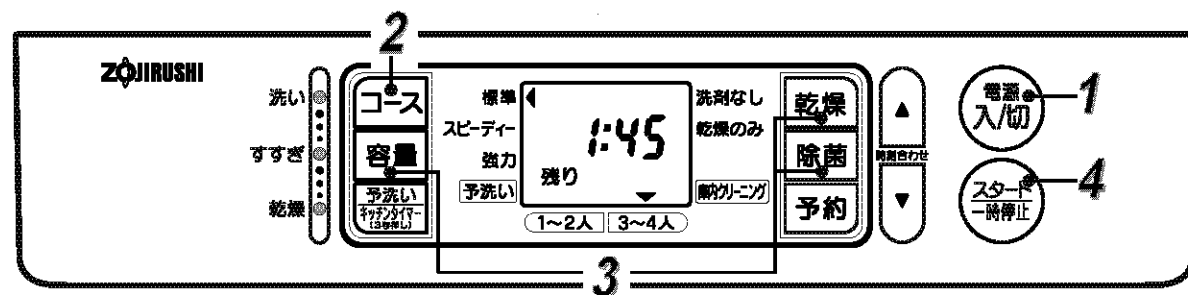 2
ZOJIRUSHI
洗い
すすぎ
乾燥
コース
容量
予洗い
キッチンタイマー
(3秒押し)
標準
スピーディー
強力
予洗い
1:45
残り
洗剤なし
乾燥のみ
庫内クリーニング
1~2人
3~4人
乾燥
除菌
予約
▲
時刻合わせ
▼
電源
入/切
1
スタート
一時停止
4
3